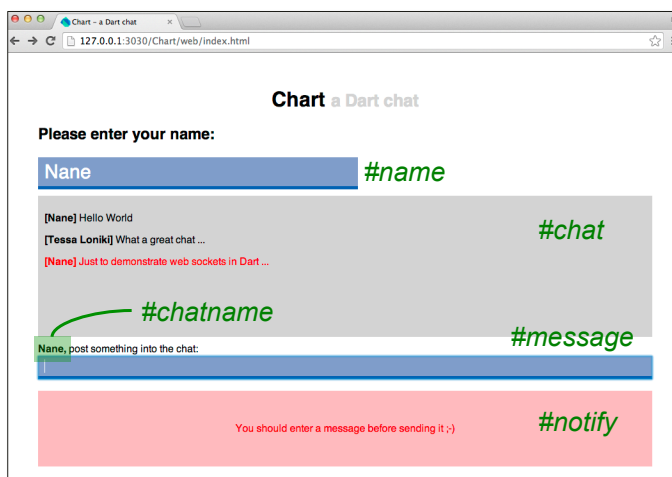 Chart – a Dart chat
127.0.0.1:3030/Chart/web/index.html
Chart a Dart chat
Please enter your name:
Nane
#name
[Nane] Hello World
#chat
[Tessa Loniki] What a great chat ...
[Nane] Just to demonstrate web sockets in Dart ...
#chatname
#message
Nane, post something into the chat:
You should enter a message before sending it ;-)
#notify